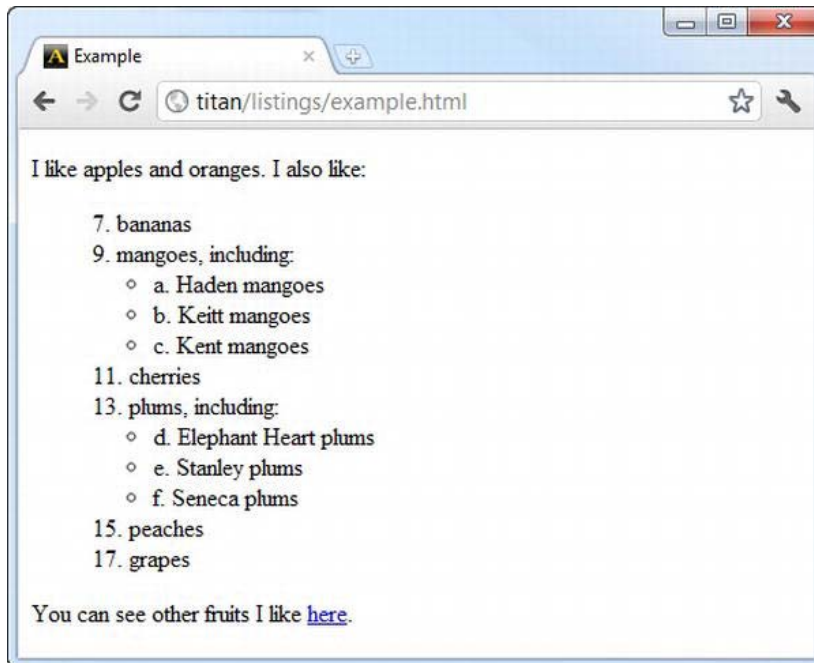 Example
titan/listings/example.html
I like apples and oranges. I also like:
7. bananas
9. mangoes, including:
a. Haden mangoes
b. Keitt mangoes
c. Kent mangoes
11. cherries
13. plums, including:
d. Elephant Heart plums
e. Stanley plums
f. Seneca plums
15. peaches
17. grapes
You can see other fruits I like here.